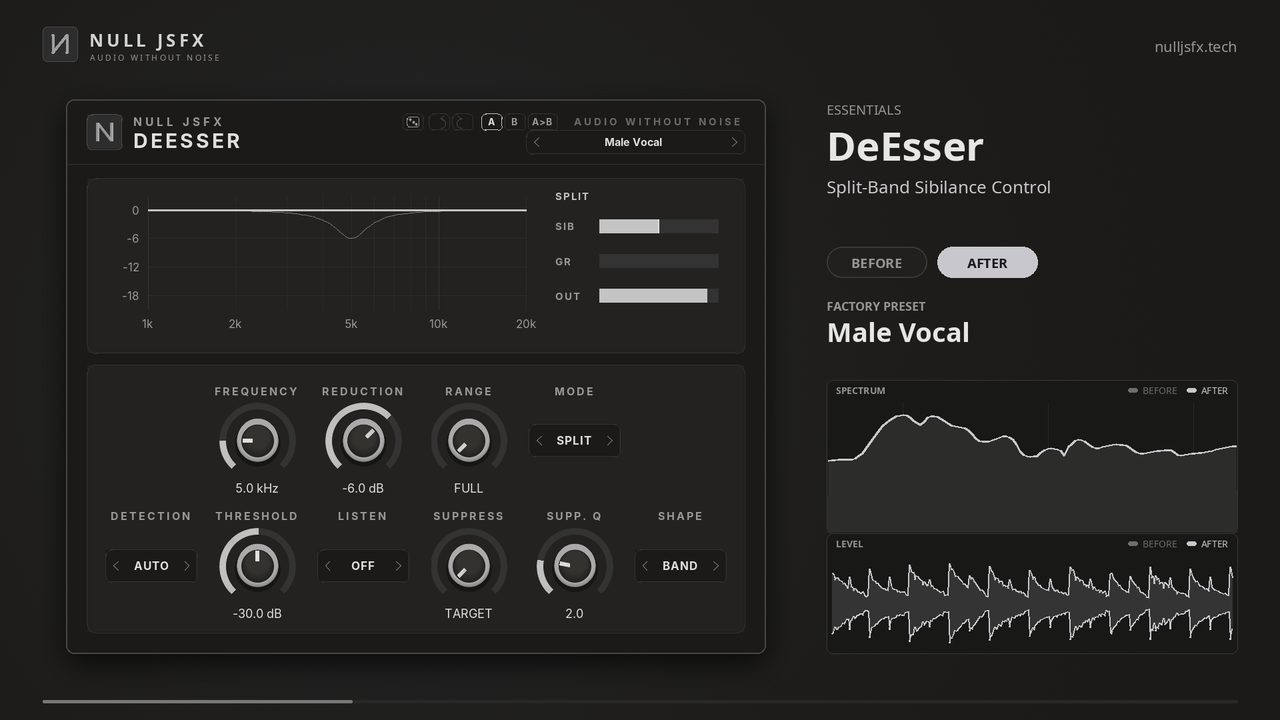 NULL JSFX
AUDIO WITHOUT NOISE
nulljsfx.tech
N
NULL JSFX
DEESSER
A B A>B
AUDIO WITHOUT NOISE
Male Vocal
0
-6
-12
-18
1k 2k 5k 10k 20k
SPLIT
SIB
GR
OUT
FREQUENCY REDUCTION RANGE MODE
SPLIT
5.0 kHz -6.0 dB FULL
DETECTION THRESHOLD LISTEN SUPPRESS SUPP. Q SHAPE
AUTO OFF BAND
-30.0 dB TARGET 2.0
ESSENTIALS
DeEsser
Split-Band Sibilance Control
BEFORE AFTER
FACTORY PRESET
Male Vocal
SPECTRUM BEFORE AFTER
LEVEL BEFORE AFTER